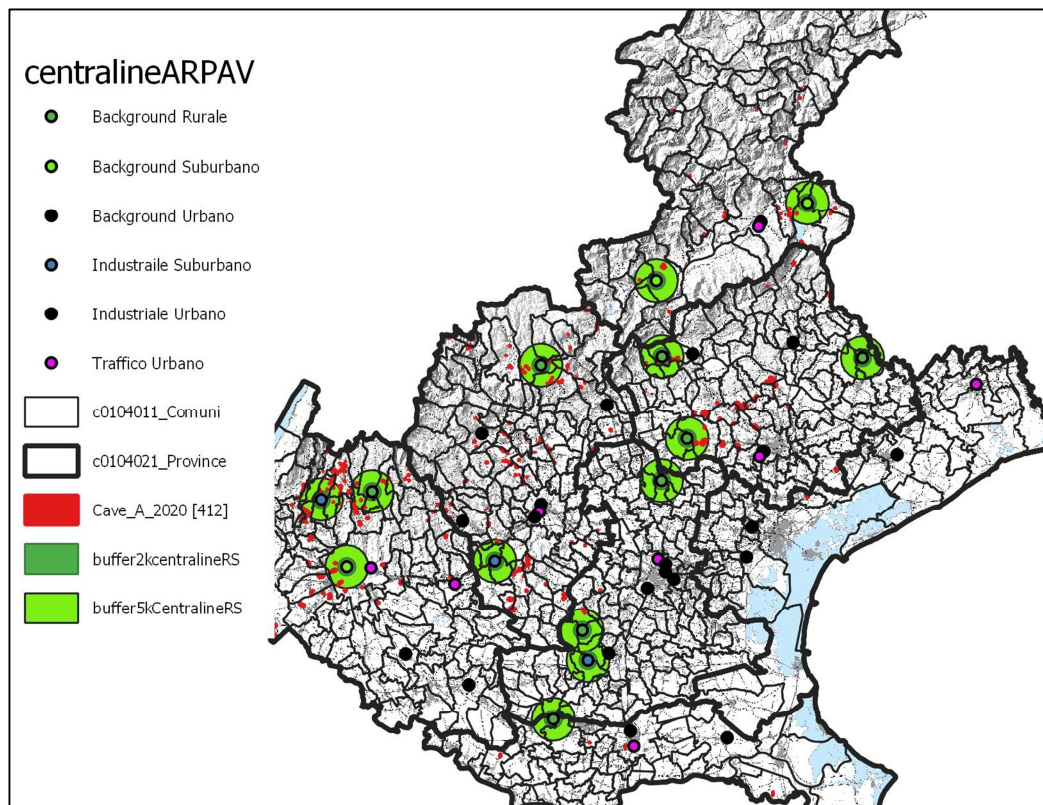 centralineARPAV
Background Rurale
Background Suburbano
Background Urbano
Industraile Suburbano
Industriale Urbano
Traffico Urbano
c0104011_Comuni
c0104021_Province
Cave_A_2020 [412]
buffer2kcentralineRS
buffer5kCentralineRS